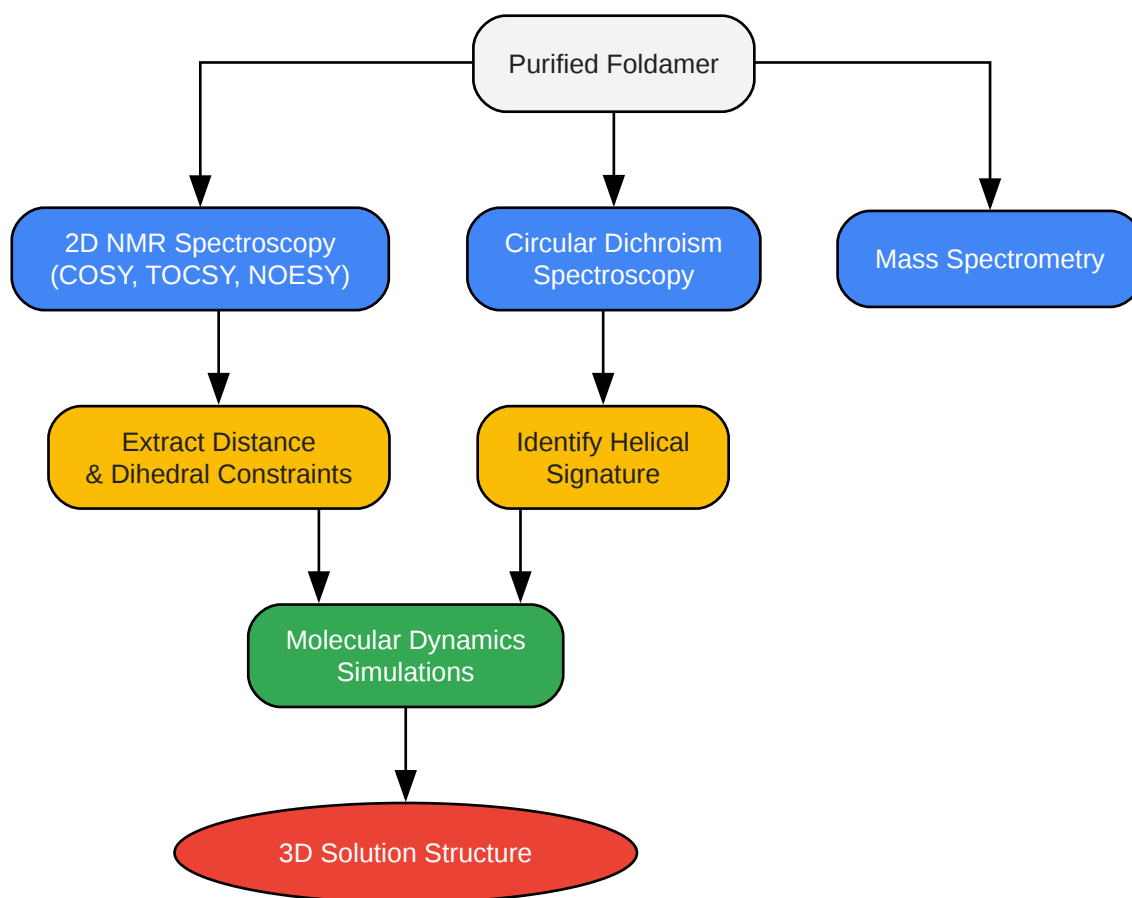 Purified Foldamer
2D NMR Spectroscopy
(COSY, TOCSY, NOESY)
Circular Dichroism
Spectroscopy
Mass Spectrometry
Extract Distance
& Dihedral Constraints
Identify Helical
Signature
Molecular Dynamics
Simulations
3D Solution Structure